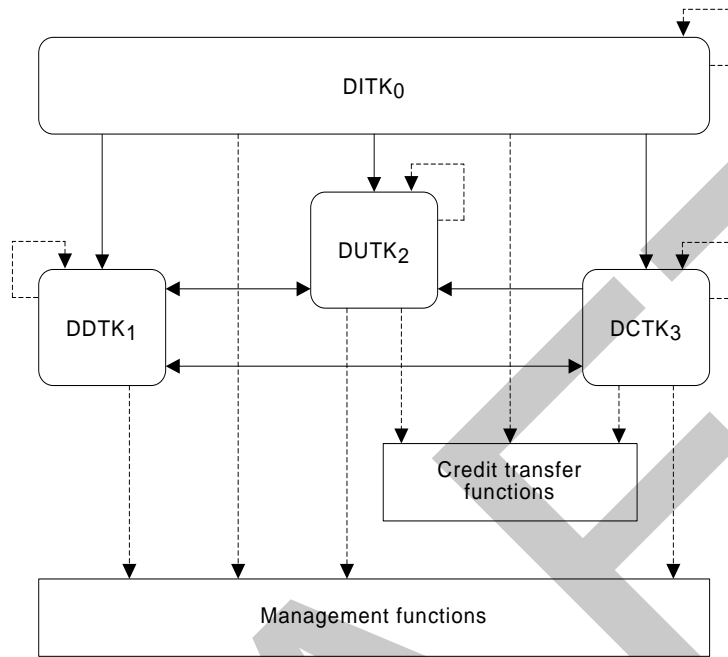 DITK0
DUTK2
DDTK1
DCTK3
Credit transfer
functions
Management functions